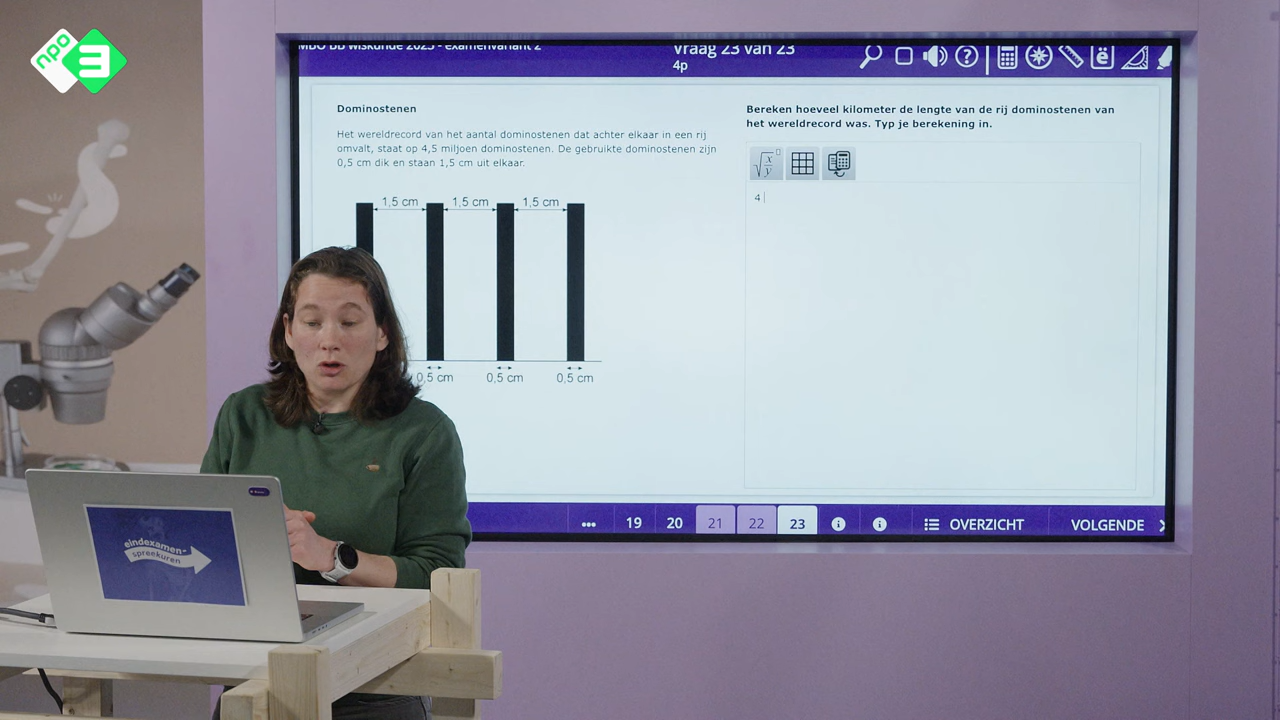 npo
3
MBO BB wiskunde 2023 - examenvariant 2
Vraag 23 van 23
4p
Dominostenen
Het wereldrecord van het aantal dominostenen dat achter elkaar in een rij
omvalt, staat op 4,5 miljoen dominostenen. De gebruikte dominostenen zijn
0,5 cm dik en staan 1,5 cm uit elkaar.
1,5 cm 1,5 cm 1,5 cm
0,5 cm 0,5 cm 0,5 cm
Bereken hoeveel kilometer de lengte van de rij dominostenen van
het wereldrecord was. Typ je berekening in.
4
... 19 20 21 22 23 OVERZICHT VOLGENDE
eindexamen-
spreekuren